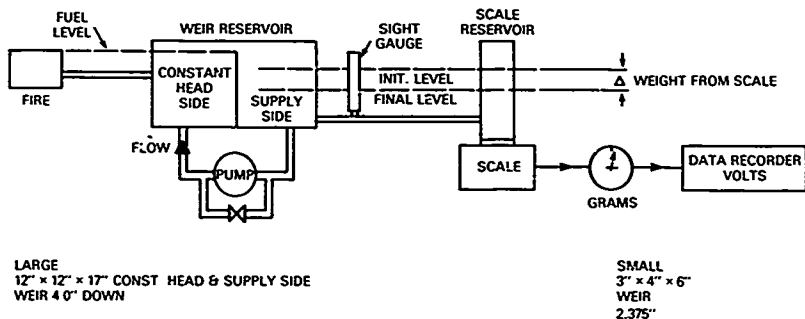 FUEL
LEVEL
WEIR RESERVOIR
SIGHT
GAUGE
SCALE
RESERVOIR
CONSTANT
HEAD
SIDE
SUPPLY
SIDE
INIT. LEVEL
FINAL LEVEL
Δ WEIGHT FROM SCALE
FIRE
FLOW
PUMP
SCALE
GRAMS
DATA RECORDER
VOLTS
LARGE
12" × 12" × 17" CONST HEAD & SUPPLY SIDE
WEIR 4 0" DOWN
SMALL
3" × 4" × 6"
WEIR
2.375"